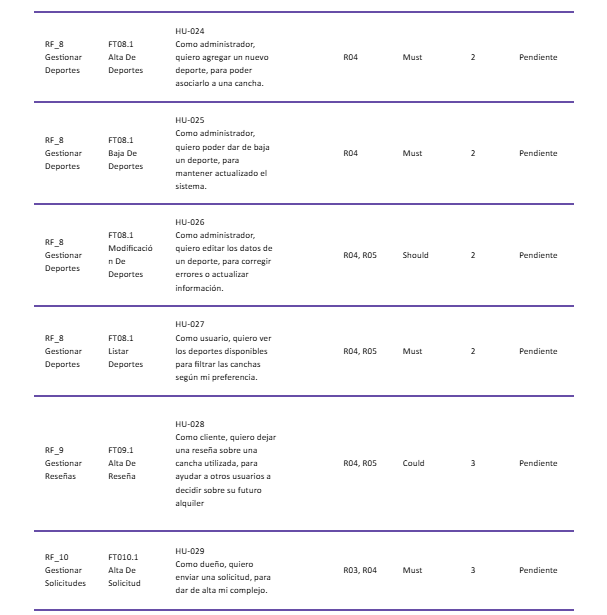 HU-024
RF_8 FT08.1 Como administrador,
Gestionar Alta De quiero agregar un nuevo R04 Must 2 Pendiente
Deportes Deportes deporte, para poder
asociarlo a una cancha.
HU-025
Como administrador,
RF_8 FT08.1 quiero poder dar de baja
Gestionar Baja De un deporte, para R04 Must 2 Pendiente
Deportes Deportes mantener actualizado el
sistema.
HU-026
FT08.1 Como administrador,
RF_8 Modificació quiero editar los datos de
Gestionar n De un deporte, para corregir R04, R05 Should 2 Pendiente
Deportes Deportes errores o actualizar
información.
HU-027
RF_8 FT08.1 Como usuario, quiero ver
Gestionar Listar los deportes disponibles R04, R05 Must 2 Pendiente
Deportes Deportes para filtrar las canchas
según mi preferencia.
HU-028
Como cliente, quiero dejar
RF_9 FT09.1 una reseña sobre una
Gestionar Alta De cancha utilizada, para R04, R05 Could 3 Pendiente
Reseñas Reseña ayudar a otros usuarios a
decidir sobre su futuro
alquiler
HU-029
RF_10 FT010.1 Como dueño, quiero
Gestionar Alta De enviar una solicitud, para R03, R04 Must 3 Pendiente
Solicitudes Solicitud dar de alta mi complejo.